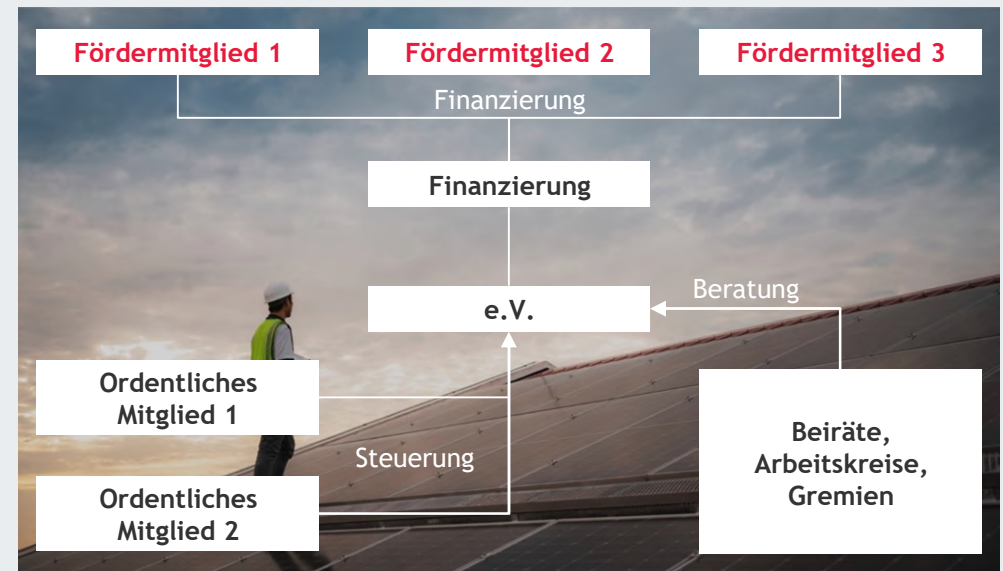 Fördermitglied 1
Fördermitglied 2
Fördermitglied 3
Finanzierung
Finanzierung
e.V.
Beratung
Ordentliches
Mitglied 1
Steuerung
Ordentliches
Mitglied 2
Beiräte,
Arbeitskreise,
Gremien